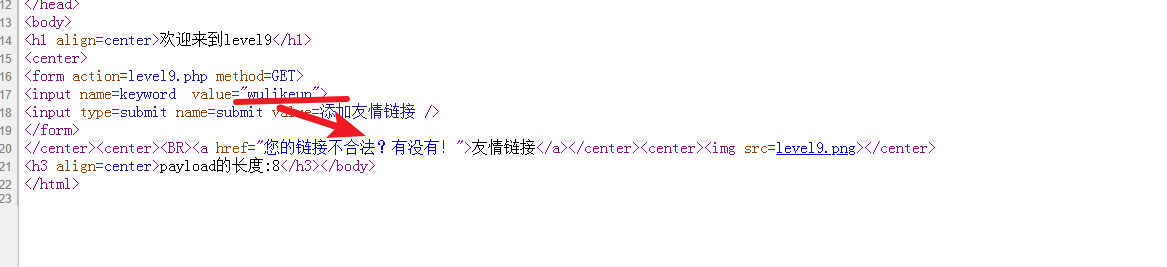 12 </head>
13 <body>
14 <h1 align=center>欢迎来到level9</h1>
15 <center>
16 <form action=level9.php method=GET>
17 <input name=keyword  value="wulikeup">
18 <input type=submit name=submit value=添加友情链接 />
19 </form>
20 </center><center><BR><a href="您的链接不合法？有没有！">友情链接</a></center><center><img src=level9.png></center>
21 <h3 align=center>payload的长度:8</h3></body>
22 </html>
23